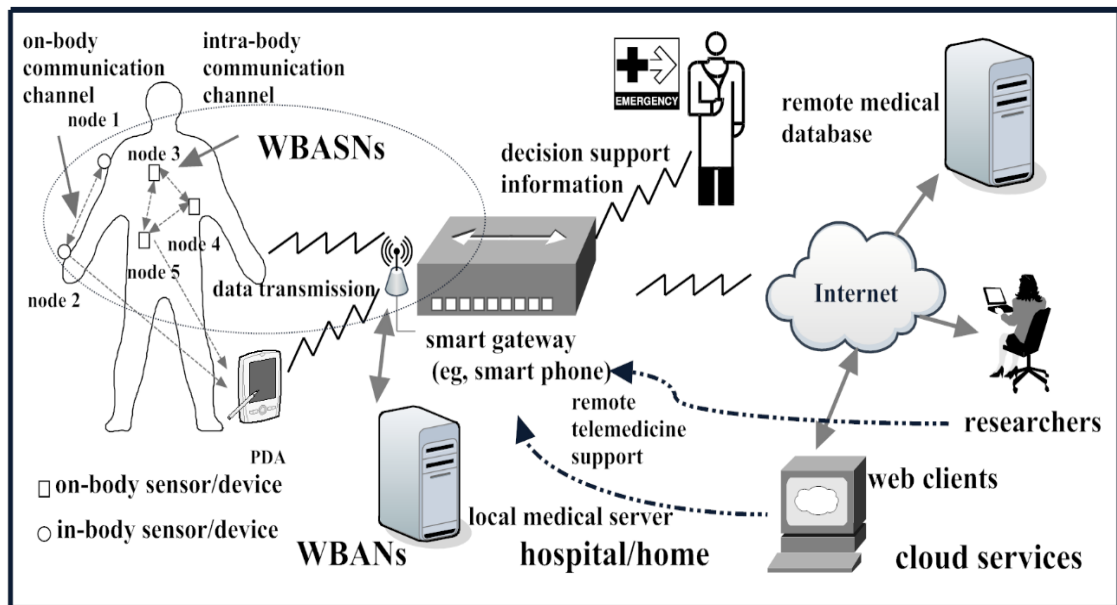 on-body
communication
channel
intra-body
communication
channel
node 1
WBASNs
node 3
node 4
node 5
node 2
data transmission
PDA
on-body sensor/device
in-body sensor/device
EMERGENCY
decision support
information
remote medical
database
Internet
smart gateway
(eg, smart phone)
remote
telemedicine
support
researchers
web clients
local medical server
WBANs
hospital/home
cloud services